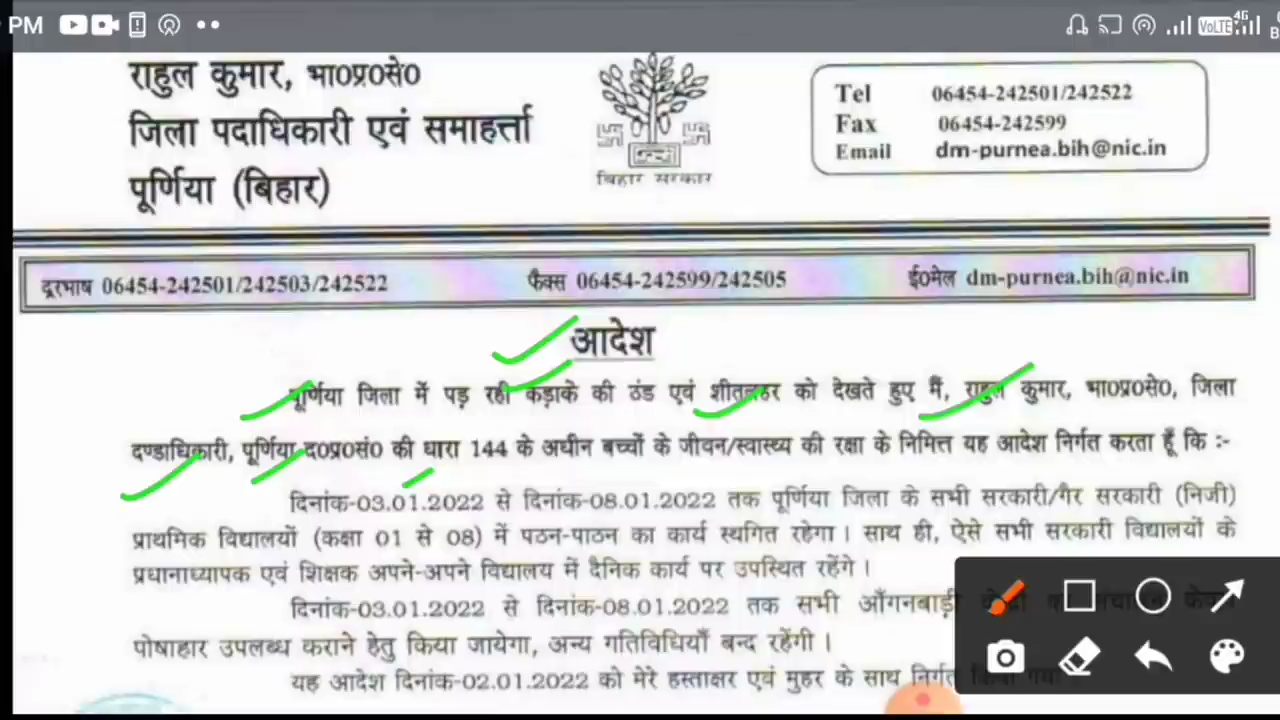 PM
VoLTE 4G
राहुल कुमार, भा0प्र0से0
जिला पदाधिकारी एवं समाहर्त्ता
पूर्णिया (बिहार)
बिहार सरकार
Tel 06454-242501/242522
Fax 06454-242599
Email dm-purnea.bih@nic.in
दूरभाष 06454-242501/242503/242522 फैक्स 06454-242599/242505 ई0मेल dm-purnea.bih@nic.in
आदेश
पूर्णिया जिला में पड़ रही कड़ाके की ठंड एवं शीतलहर को देखते हुए मैं, राहुल कुमार, भा0प्र0से0, जिला
दण्डाधिकारी, पूर्णिया द0प्र0सं0 की धारा 144 के अधीन बच्चों के जीवन/स्वास्थ्य की रक्षा के निमित्त यह आदेश निर्गत करता हूँ कि :-
दिनांक-03.01.2022 से दिनांक-08.01.2022 तक पूर्णिया जिला के सभी सरकारी/गैर सरकारी (निजी)
प्राथमिक विद्यालयों (कक्षा 01 से 08) में पठन-पाठन का कार्य स्थगित रहेगा। साथ ही, ऐसे सभी सरकारी विद्यालयों के
प्रधानाध्यापक एवं शिक्षक अपने-अपने विद्यालय में दैनिक कार्य पर उपस्थित रहेंगे।
दिनांक-03.01.2022 से दिनांक-08.01.2022 तक सभी आँगनबाड़ी
पोषाहार उपलब्ध कराने हेतु किया जायेगा, अन्य गतिविधियाँ बन्द रहेंगी।
यह आदेश दिनांक-02.01.2022 को मेरे हस्ताक्षर एवं मुहर के साथ निर्गत